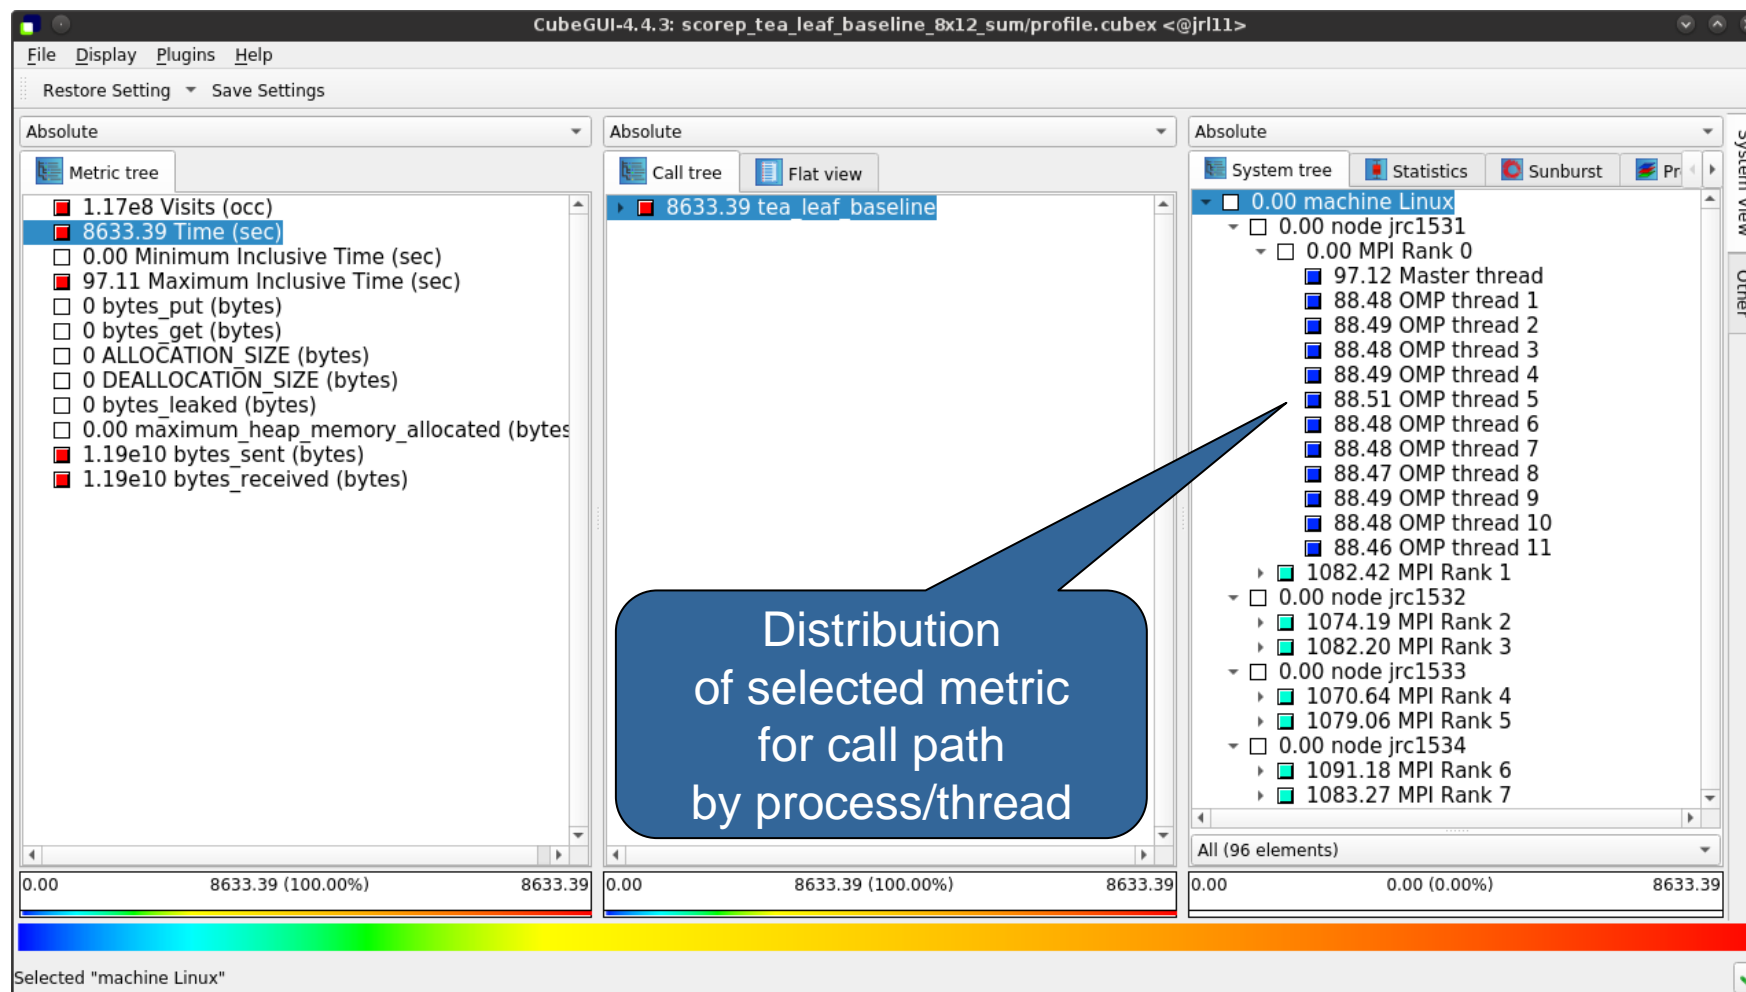 CubeGUI-4.4.3: scorep_tea_leaf_baseline_8x12_sum/profile.cubex <@jrl11>
File Display Plugins Help
Restore Setting Save Settings
Absolute
Metric tree
1.17e8 Visits (occ)
8633.39 Time (sec)
0.00 Minimum Inclusive Time (sec)
97.11 Maximum Inclusive Time (sec)
0 bytes_put (bytes)
0 bytes_get (bytes)
0 ALLOCATION_SIZE (bytes)
0 DEALLOCATION_SIZE (bytes)
0 bytes_leaked (bytes)
0.00 maximum_heap_memory_allocated (bytes
1.19e10 bytes_sent (bytes)
1.19e10 bytes_received (bytes)
0.00 8633.39 (100.00%) 8633.39
Absolute
Call tree Flat view
8633.39 tea_leaf_baseline
Distribution
of selected metric
for call path
by process/thread
0.00 8633.39 (100.00%) 8633.39
Absolute
System tree Statistics Sunburst Pr
0.00 machine Linux
0.00 node jrc1531
0.00 MPI Rank 0
97.12 Master thread
88.48 OMP thread 1
88.49 OMP thread 2
88.48 OMP thread 3
88.49 OMP thread 4
88.51 OMP thread 5
88.48 OMP thread 6
88.48 OMP thread 7
88.47 OMP thread 8
88.49 OMP thread 9
88.48 OMP thread 10
88.46 OMP thread 11
1082.42 MPI Rank 1
0.00 node jrc1532
1074.19 MPI Rank 2
1082.20 MPI Rank 3
0.00 node jrc1533
1070.64 MPI Rank 4
1079.06 MPI Rank 5
0.00 node jrc1534
1091.18 MPI Rank 6
1083.27 MPI Rank 7
All (96 elements)
0.00 0.00 (0.00%) 8633.39
System View
Other
Selected "machine Linux"